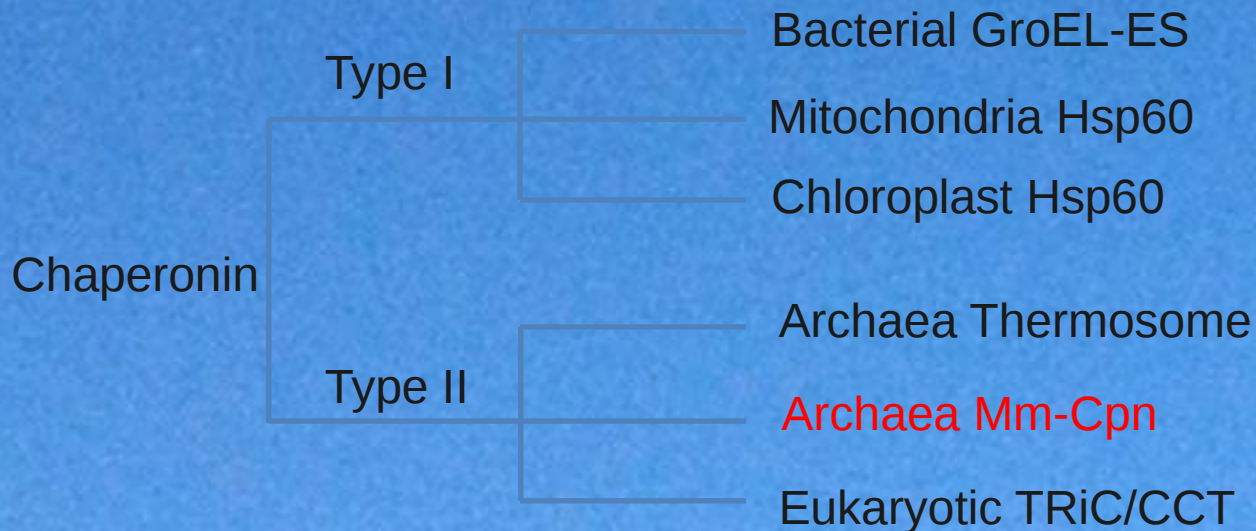 Chaperonin
Type I
Bacterial GroEL-ES
Mitochondria Hsp60
Chloroplast Hsp60
Type II
Archaea Thermosome
Archaea Mm-Cpn
Eukaryotic TRiC/CCT